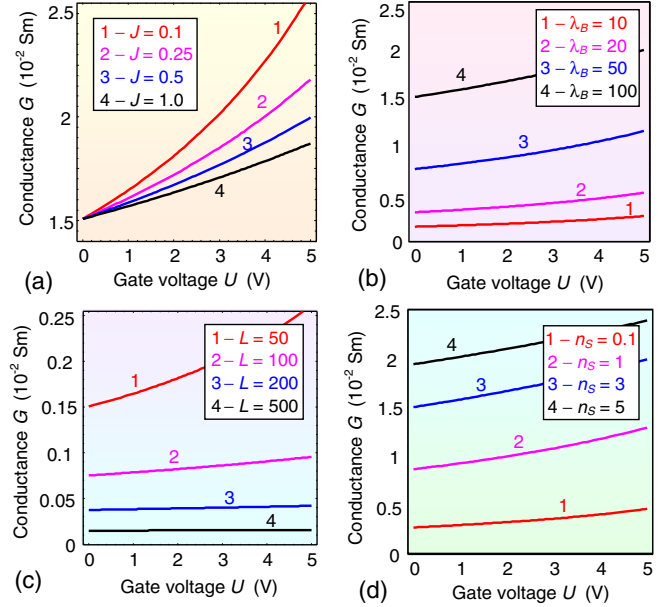 2.5
2
1.5
Conductance G (10⁻² Sm)
1 – J = 0.1
2 – J = 0.25
3 – J = 0.5
4 – J = 1.0
1
2
3
4
0 1 2 3 4 5
Gate voltage U (V)
(a)
2.5
2
1.5
1
0.5
0
Conductance G (10⁻² Sm)
1 – λB = 10
2 – λB = 20
3 – λB = 50
4 – λB = 100
4
3
2
1
0 1 2 3 4 5
Gate voltage U (V)
(b)
0.25
0.2
0.15
0.1
0.05
0
Conductance G (10⁻² Sm)
1 – L = 50
2 – L = 100
3 – L = 200
4 – L = 500
1
2
3
4
0 1 2 3 4 5
Gate voltage U (V)
(c)
2.5
2
1.5
1
0.5
0
Conductance G (10⁻² Sm)
1 – nS = 0.1
2 – nS = 1
3 – nS = 3
4 – nS = 5
4
3
2
1
0 1 2 3 4 5
Gate voltage U (V)
(d)